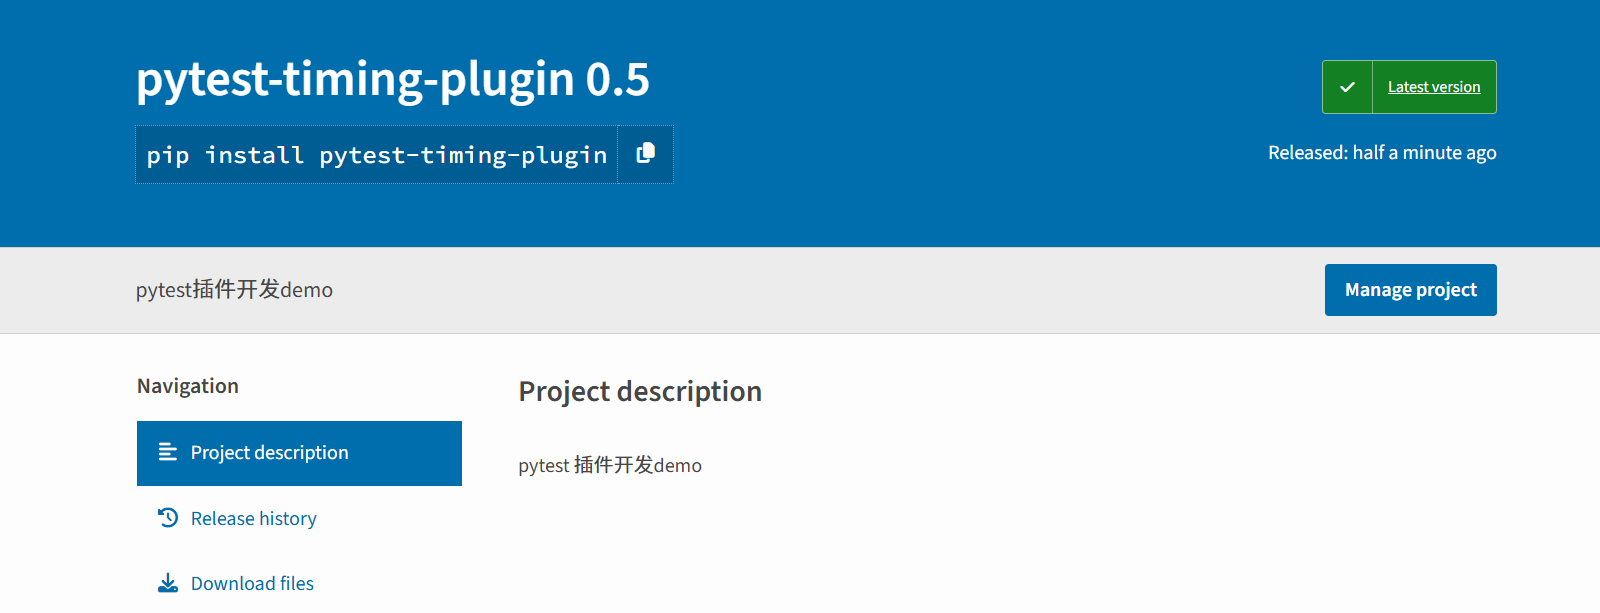 pytest-timing-plugin 0.5
pip install pytest-timing-plugin
Latest version
Released: half a minute ago
pytest插件开发demo
Manage project
Navigation
Project description
Release history
Download files
Project description
pytest 插件开发demo